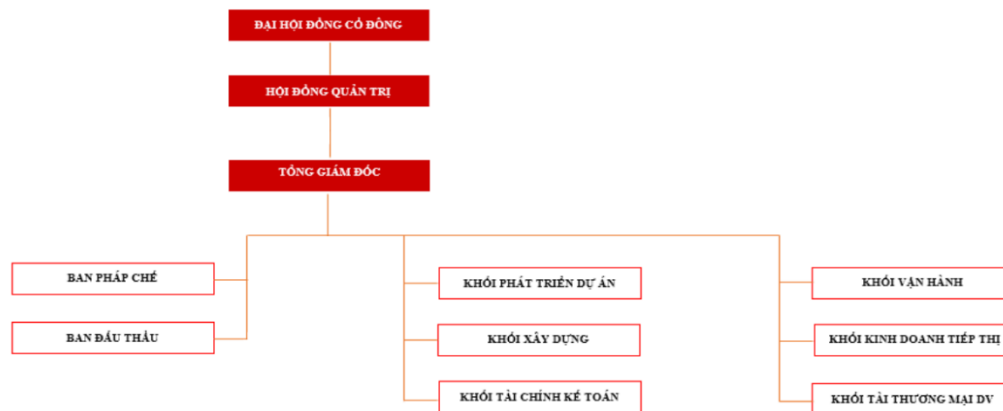 ĐẠI HỘI ĐỒNG CỔ ĐÔNG
HỘI ĐỒNG QUẢN TRỊ
TỔNG GIÁM ĐỐC
BAN PHÁP CHẾ
BAN ĐẤU THẦU
KHỐI PHÁT TRIỂN DỰ ÁN
KHỐI XÂY DỰNG
KHỐI TÀI CHÍNH KẾ TOÁN
KHỐI VẬN HÀNH
KHỐI KINH DOANH TIẾP THỊ
KHỐI TÀI THƯƠNG MẠI DV